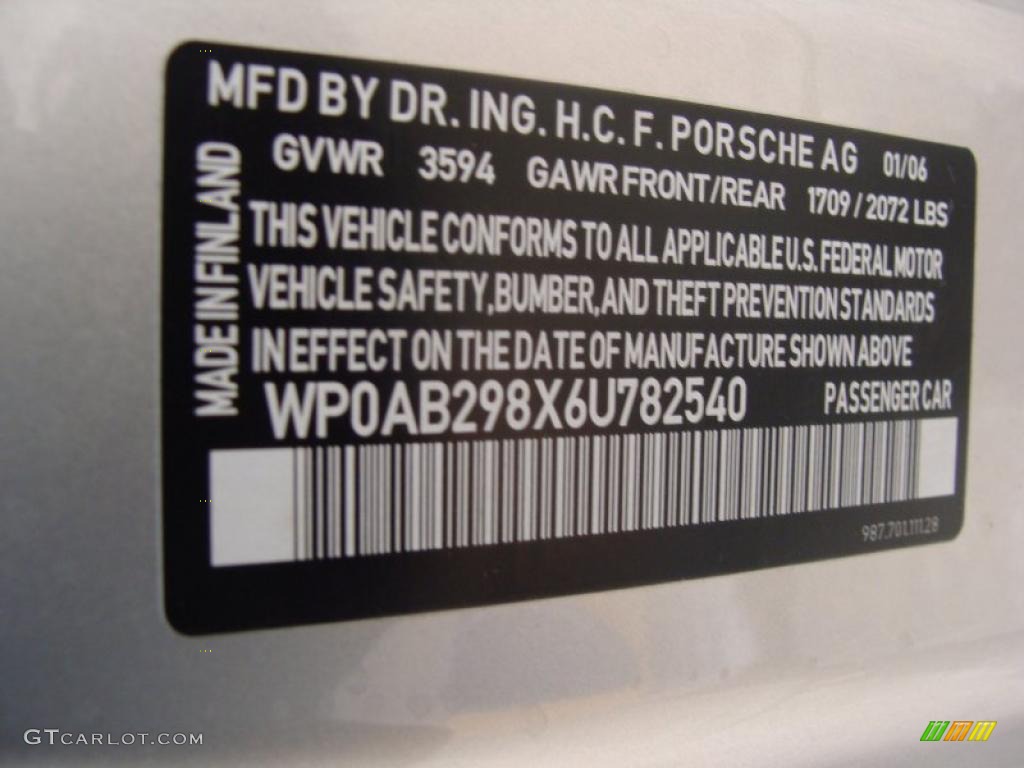 MFD BY DR. ING. H.C. F. PORSCHE AG 01/06
GVWR 3594 GAWR FRONT/REAR 1709 / 2072 LBS
THIS VEHICLE CONFORMS TO ALL APPLICABLE U.S. FEDERAL MOTOR
VEHICLE SAFETY, BUMBER, AND THEFT PREVENTION STANDARDS
IN EFFECT ON THE DATE OF MANUFACTURE SHOWN ABOVE
WP0AB298X6U782540 PASSENGER CAR
MADE IN FINLAND
987.701.111.28
GTCARLOT.COM